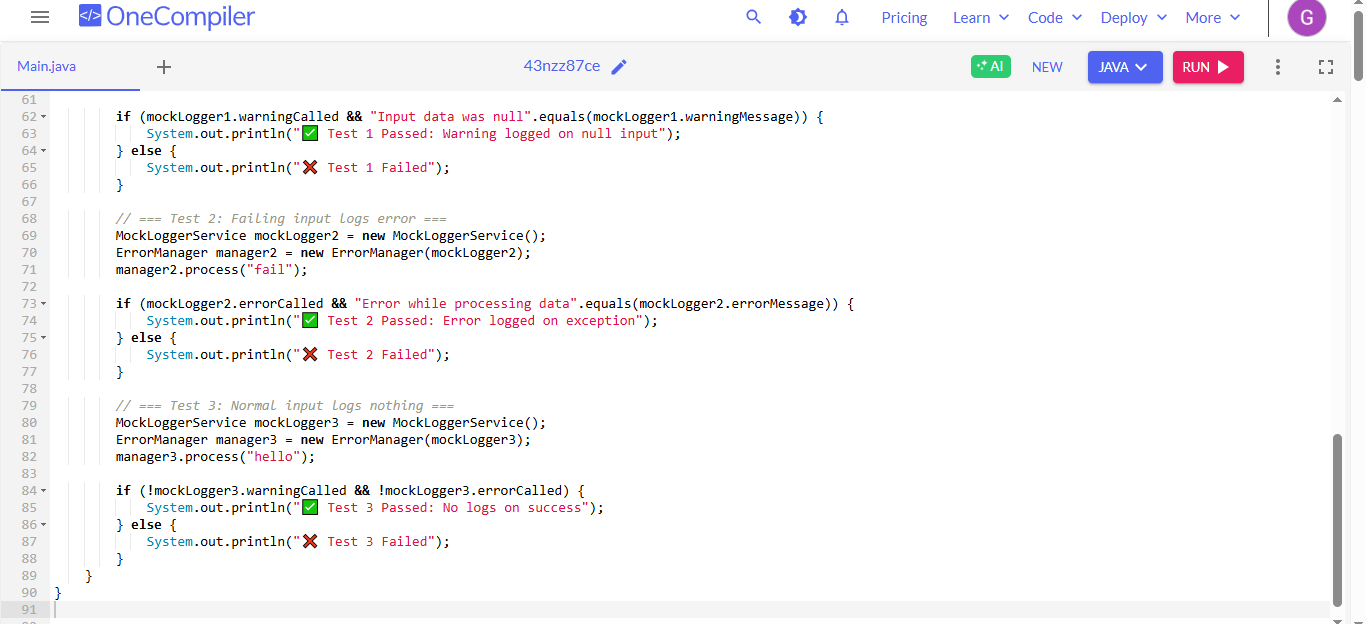 </> OneCompiler Pricing Learn Code Deploy More G
Main.java + 43nzz87ce AI NEW JAVA RUN
61
62 if (mockLogger1.warningCalled && "Input data was null".equals(mockLogger1.warningMessage)) {
63 System.out.println("✅ Test 1 Passed: Warning logged on null input");
64 } else {
65 System.out.println("❌ Test 1 Failed");
66 }
67
68 // === Test 2: Failing input logs error ===
69 MockLoggerService mockLogger2 = new MockLoggerService();
70 ErrorManager manager2 = new ErrorManager(mockLogger2);
71 manager2.process("fail");
72
73 if (mockLogger2.errorCalled && "Error while processing data".equals(mockLogger2.errorMessage)) {
74 System.out.println("✅ Test 2 Passed: Error logged on exception");
75 } else {
76 System.out.println("❌ Test 2 Failed");
77 }
78
79 // === Test 3: Normal input logs nothing ===
80 MockLoggerService mockLogger3 = new MockLoggerService();
81 ErrorManager manager3 = new ErrorManager(mockLogger3);
82 manager3.process("hello");
83
84 if (!mockLogger3.warningCalled && !mockLogger3.errorCalled) {
85 System.out.println("✅ Test 3 Passed: No logs on success");
86 } else {
87 System.out.println("❌ Test 3 Failed");
88 }
89 }
90 }
91